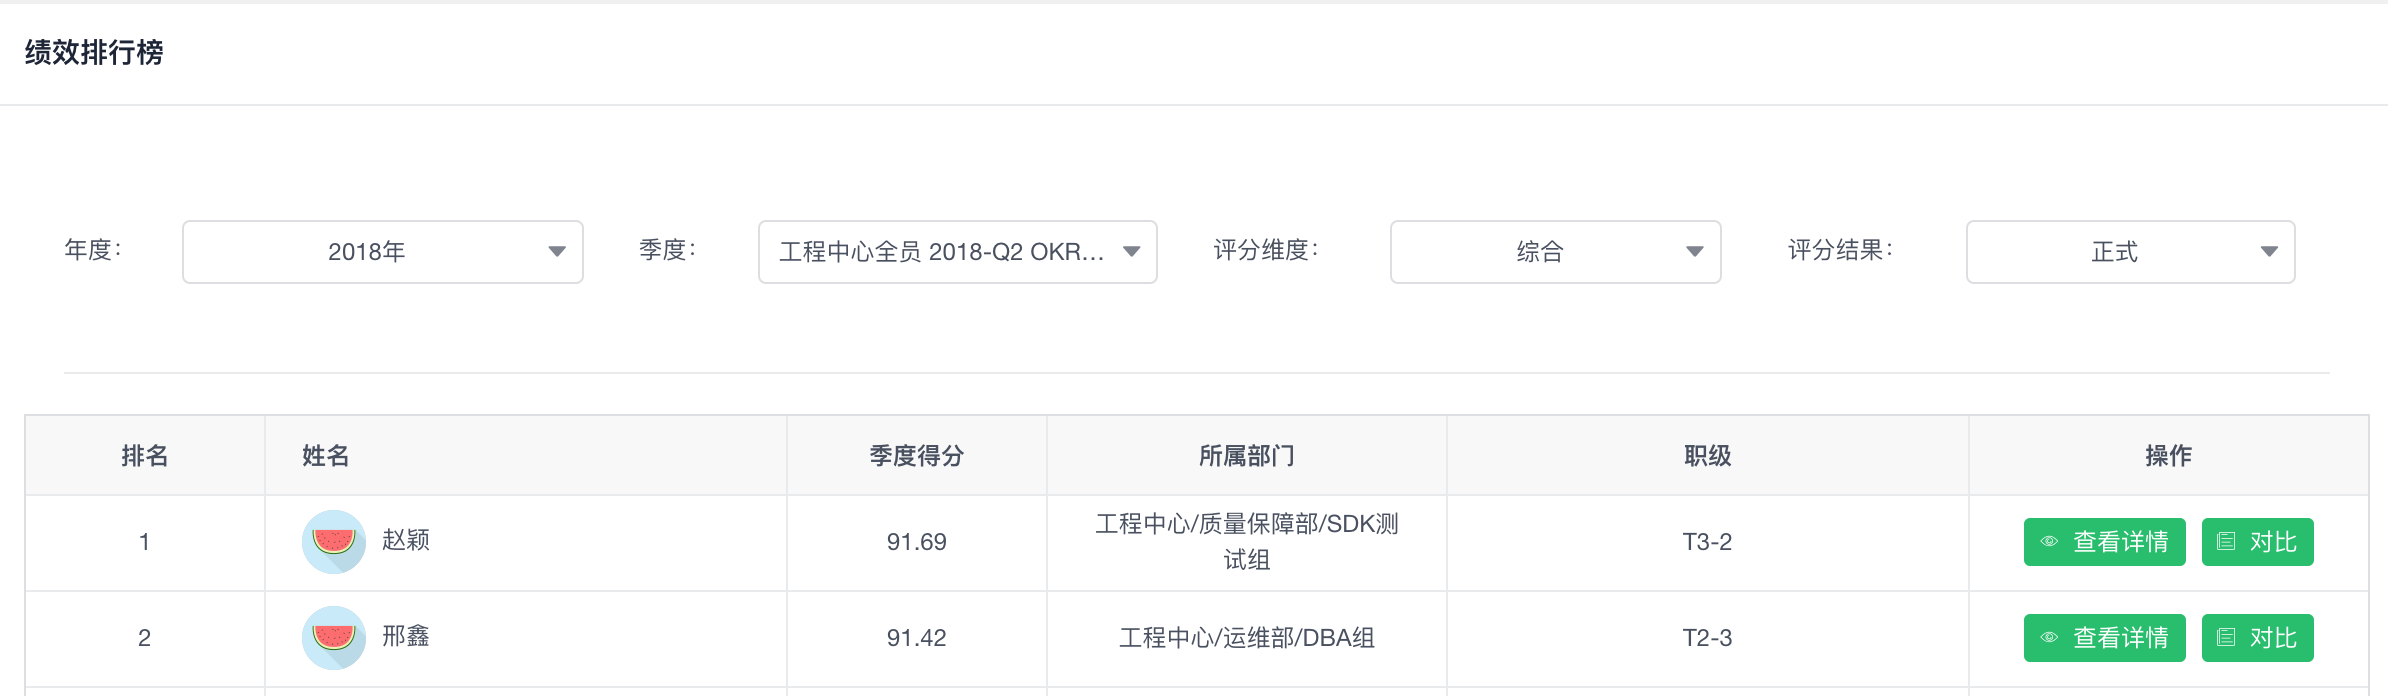 绩效排行榜
年度： 2018年 季度： 工程中心全员 2018-Q2 OKR... 评分维度： 综合 评分结果： 正式
排名 姓名 季度得分 所属部门 职级 操作
1 赵颖 91.69 工程中心/质量保障部/SDK测 T3-2 查看详情 对比
试组
2 邢鑫 91.42 工程中心/运维部/DBA组 T2-3 查看详情 对比